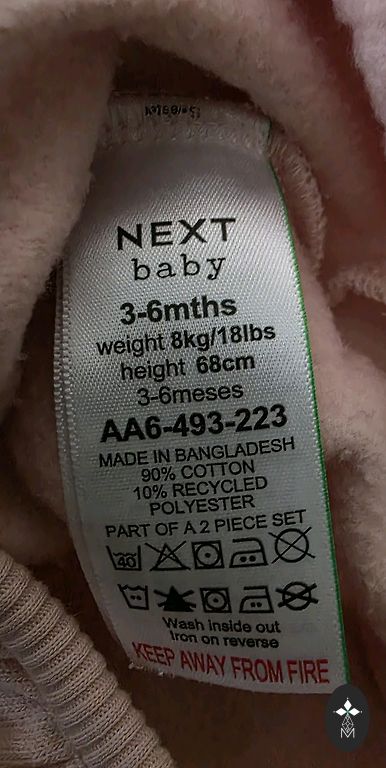 NEXT
baby
3-6mths
weight 8kg/18lbs
height 68cm
3-6meses
AA6-493-223
MADE IN BANGLADESH
90% COTTON
10% RECYCLED
POLYESTER
PART OF A 2 PIECE SET
40
Wash inside out
Iron on reverse
KEEP AWAY FROM FIRE